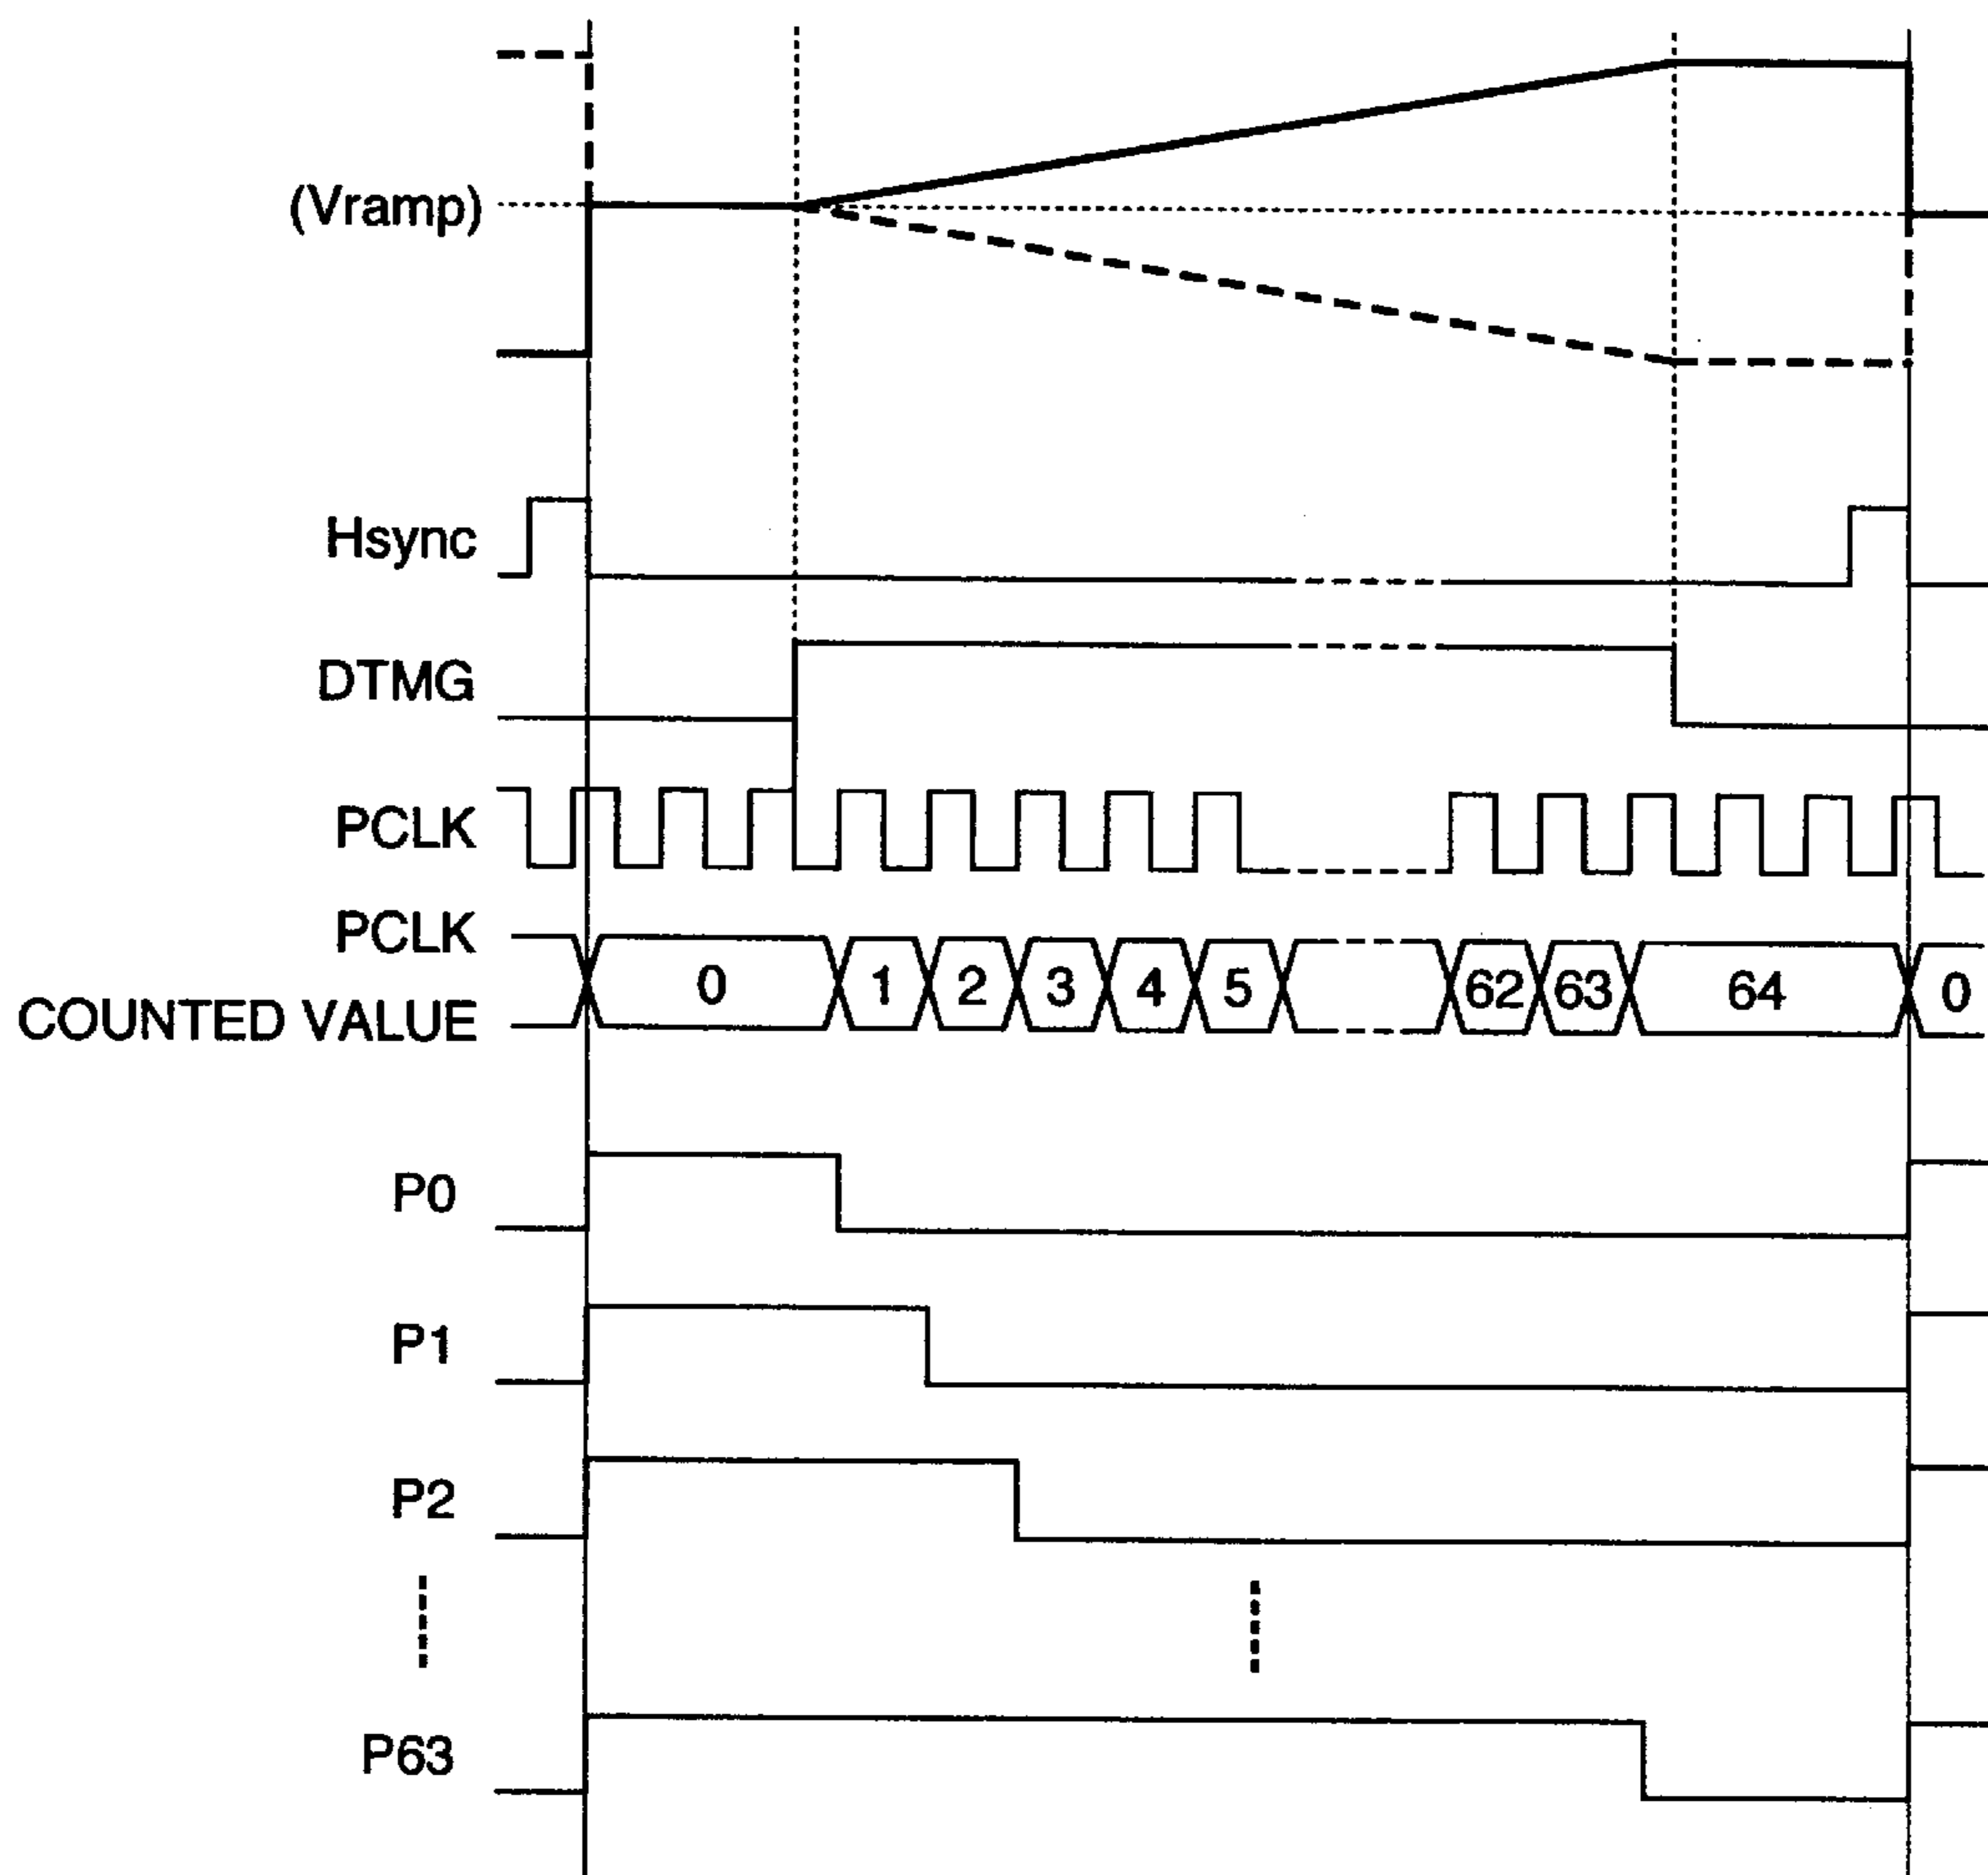 (Vramp)
Hsync
DTMG
PCLK
PCLK
COUNTED VALUE
0 1 2 3 4 5 62 63 64 0
P0
P1
P2
P63